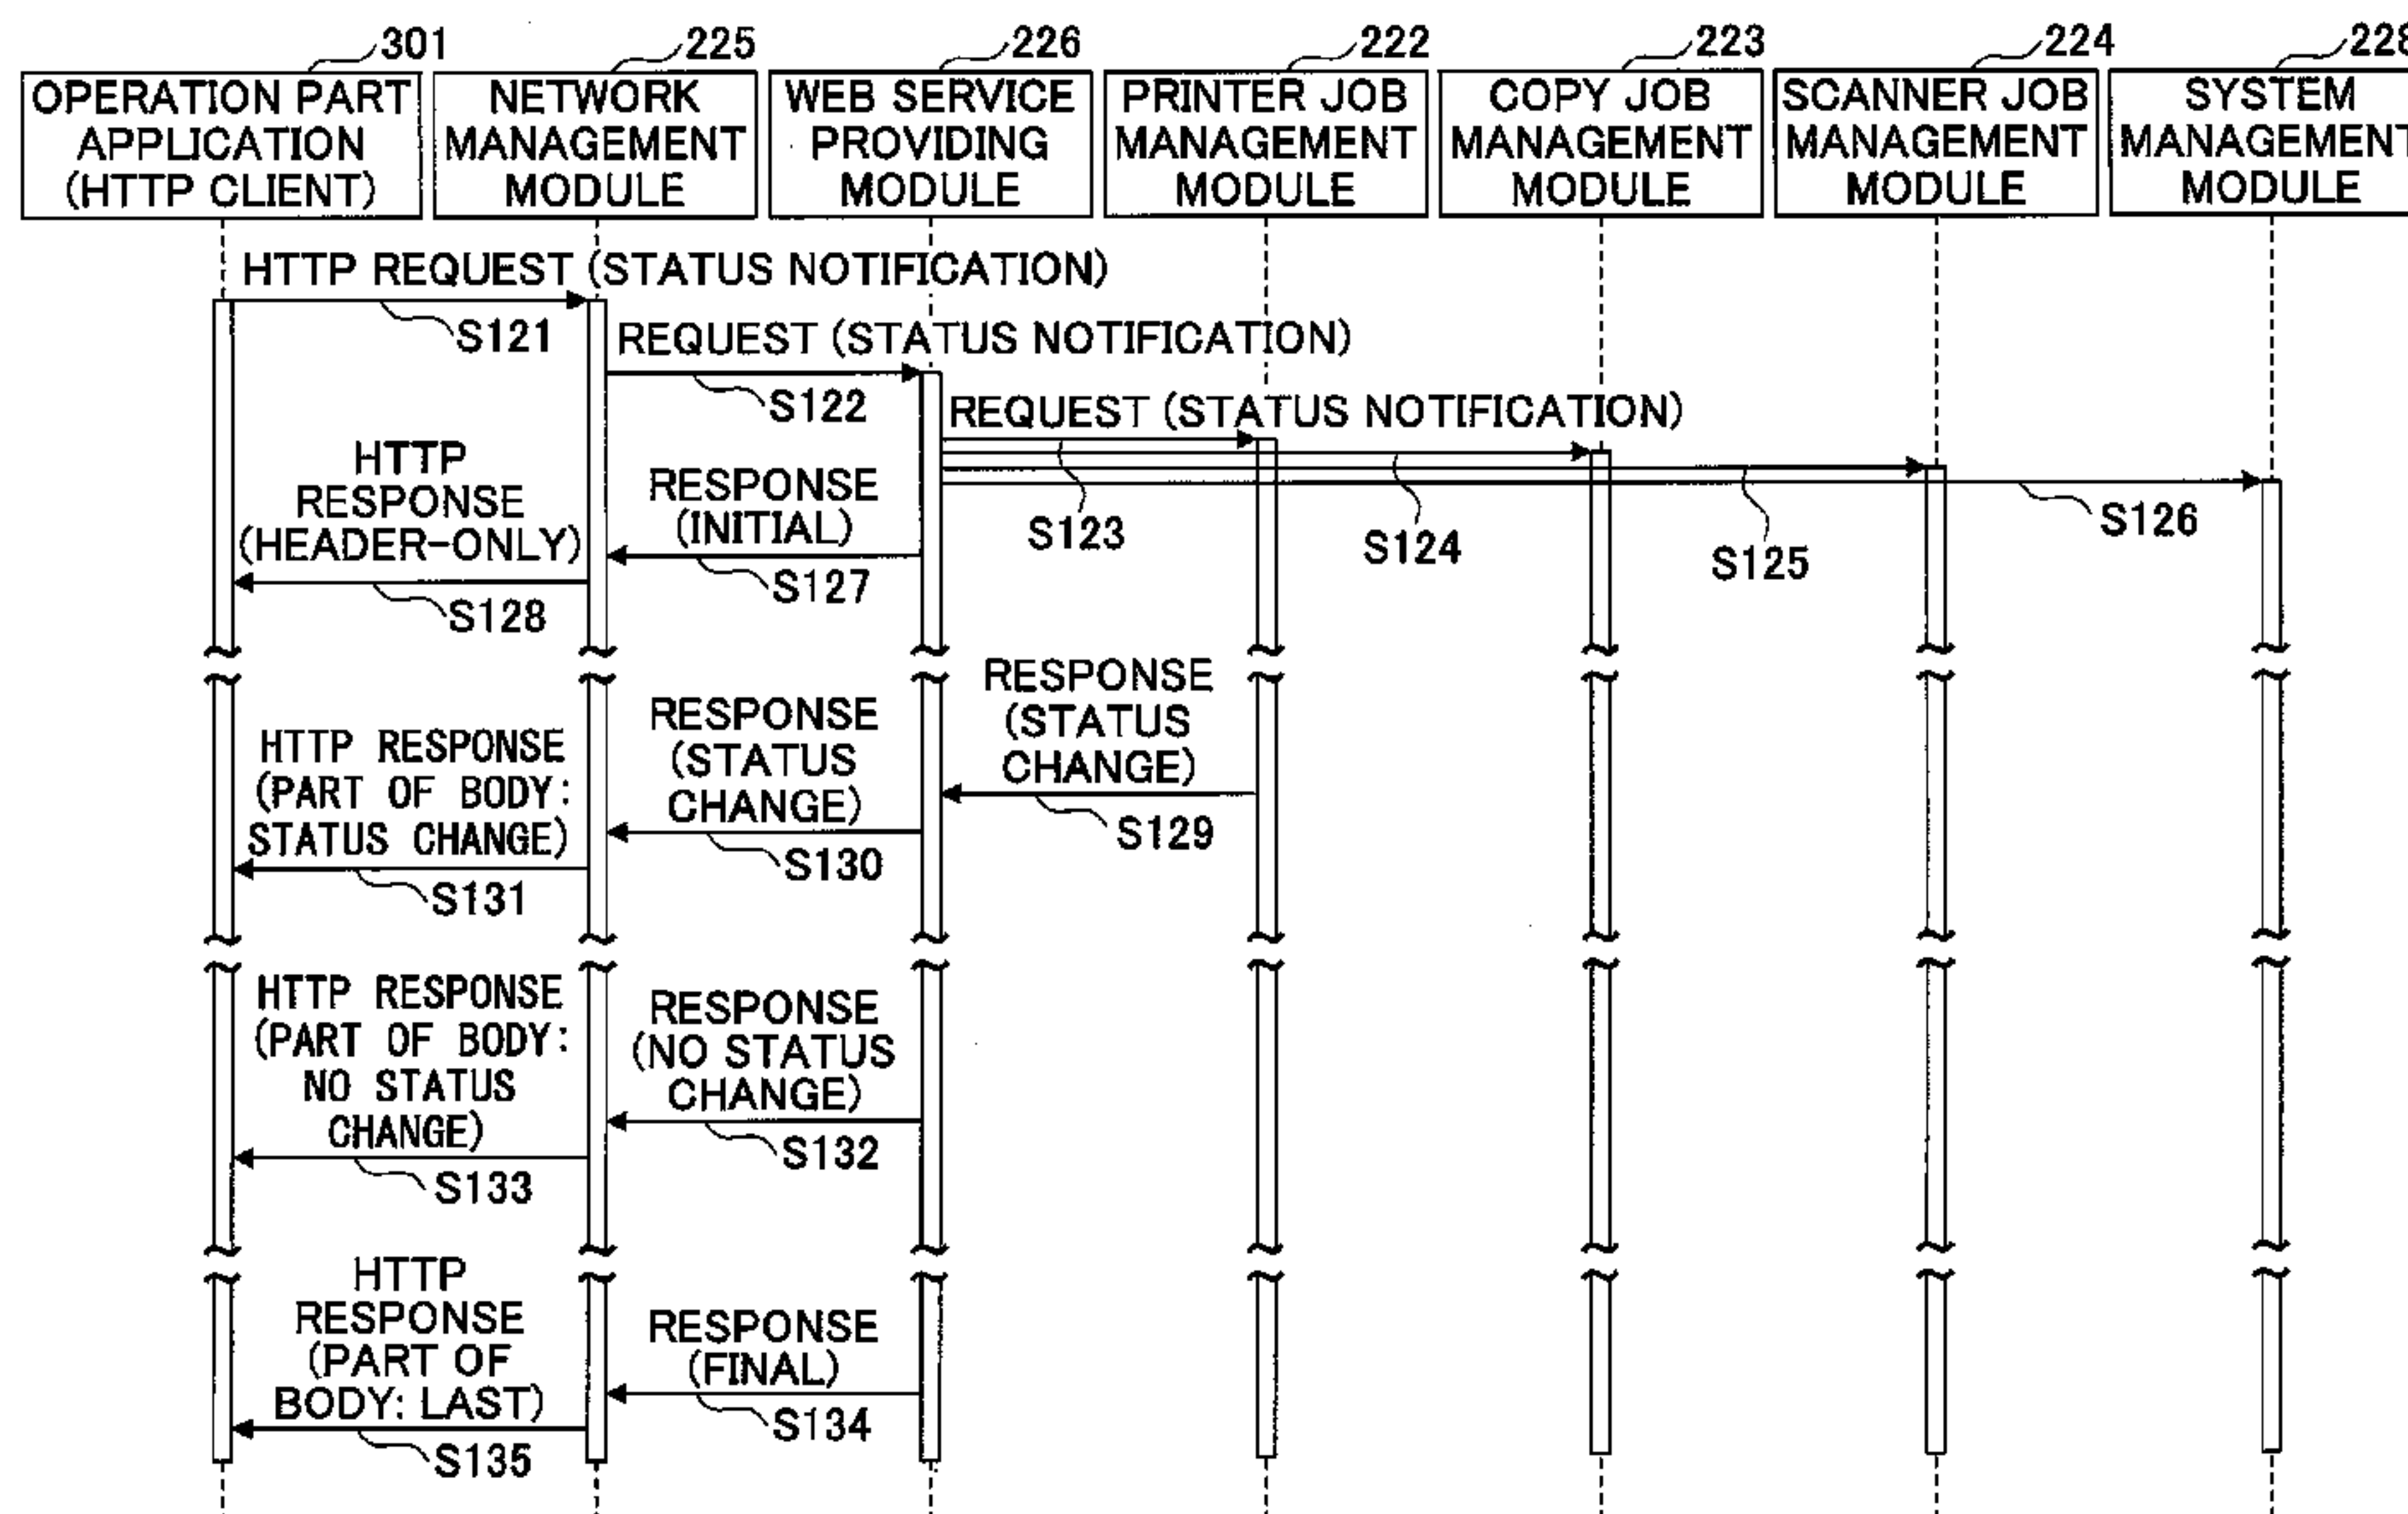 301
225
226
222
223
224
228
OPERATION PART
APPLICATION
(HTTP CLIENT)
NETWORK
MANAGEMENT
MODULE
WEB SERVICE
PROVIDING
MODULE
PRINTER JOB
MANAGEMENT
MODULE
COPY JOB
MANAGEMENT
MODULE
SCANNER JOB
MANAGEMENT
MODULE
SYSTEM
MANAGEMENT
MODULE
HTTP REQUEST (STATUS NOTIFICATION)
S121
REQUEST (STATUS NOTIFICATION)
S122
REQUEST (STATUS NOTIFICATION)
S123
S124
S125
S126
RESPONSE
(INITIAL)
S127
HTTP
RESPONSE
(HEADER-ONLY)
S128
RESPONSE
(STATUS
CHANGE)
S129
RESPONSE
(STATUS
CHANGE)
S130
HTTP RESPONSE
(PART OF BODY:
STATUS CHANGE)
S131
RESPONSE
(NO STATUS
CHANGE)
S132
HTTP RESPONSE
(PART OF BODY:
NO STATUS
CHANGE)
S133
RESPONSE
(FINAL)
S134
HTTP
RESPONSE
(PART OF
BODY: LAST)
S135